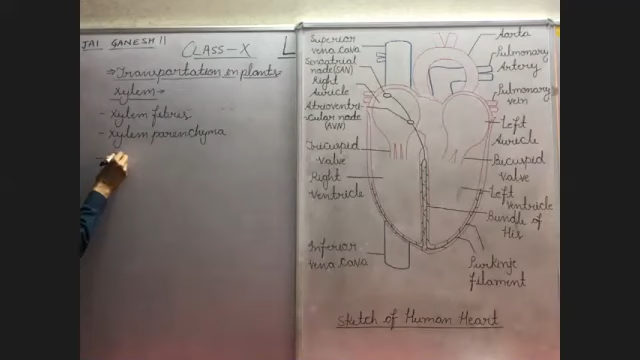 JAI GANESH !!
CLASS-X
L
⇒ Transportation in plants
Xylem →
- Xylem fibres
- Xylem parenchyma
-
Superior
vena cava
Senoatrial
node (SAN)
Right
Auricle
Atrioventri
cular node
(AVN)
Tricuspid
Valve
Right
Ventricle
Inferior
vena cava
Aorta
Pulmonary
Artery
Pulmonary
vein
Left
Auricle
Bicuspid
Valve
Left
Ventricle
Bundle of
His
Purkinje
filament
Sketch of Human Heart